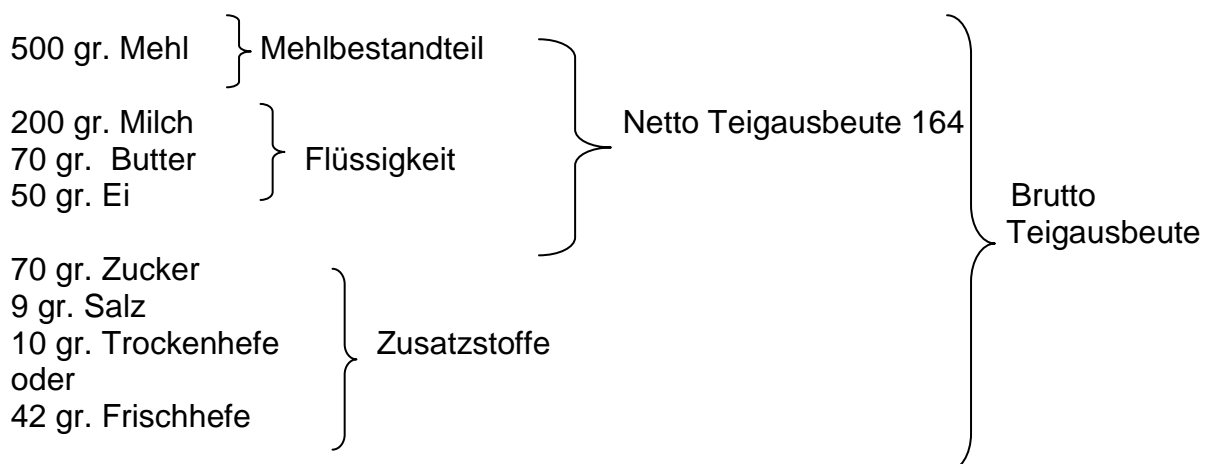 500 gr. Mehl Mehlbestandteil
200 gr. Milch
70 gr. Butter
50 gr. Ei
Flüssigkeit
Netto Teigausbeute 164
70 gr. Zucker
9 gr. Salz
10 gr. Trockenhefe
oder
42 gr. Frischhefe
Zusatzstoffe
Brutto
Teigausbeute